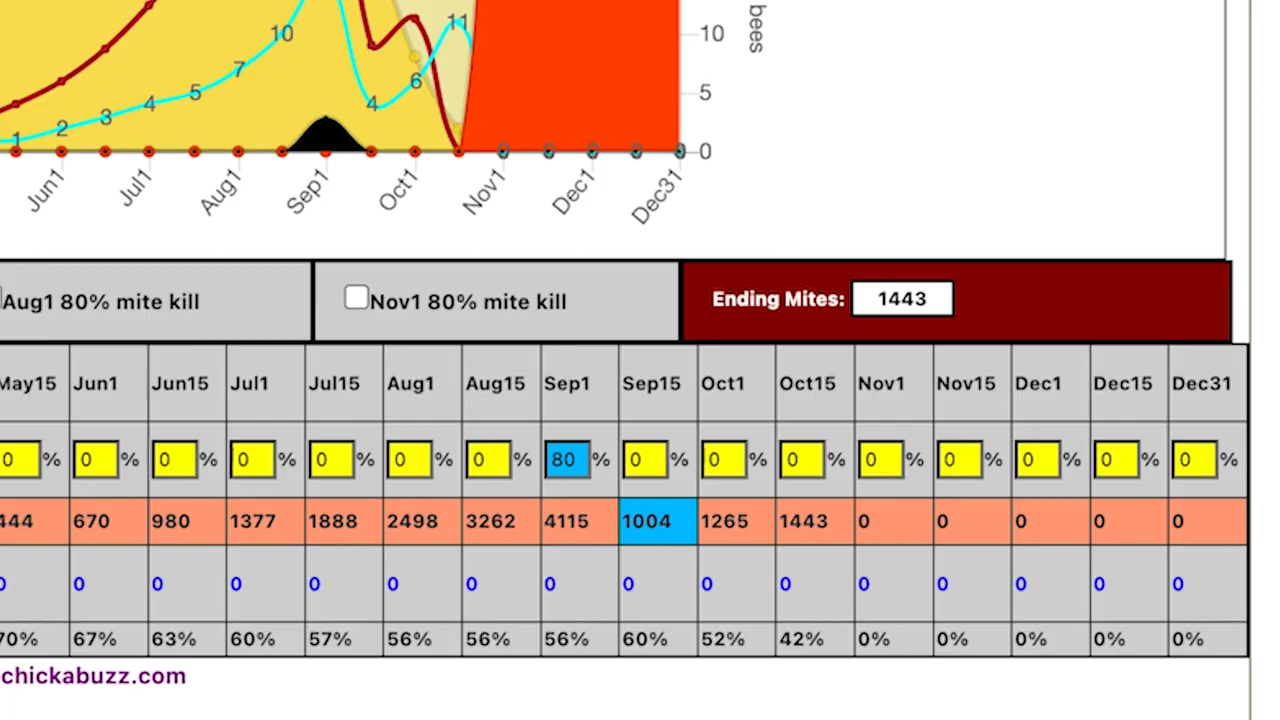 bees
10
5
0
10
11
7
6
5
4
4
3
2
1
0 0 0 0 0
Jun1 Jul1 Aug1 Sep1 Oct1 Nov1 Dec1 Dec31
Aug1 80% mite kill Nov1 80% mite kill Ending Mites: 1443
May15 Jun1 Jun15 Jul1 Jul15 Aug1 Aug15 Sep1 Sep15 Oct1 Oct15 Nov1 Nov15 Dec1 Dec15 Dec31
0 % 0 % 0 % 0 % 0 % 0 % 0 % 80 % 0 % 0 % 0 % 0 % 0 % 0 % 0 % 0 %
444 670 980 1377 1888 2498 3262 4115 1004 1265 1443 0 0 0 0 0
0 0 0 0 0 0 0 0 0 0 0 0 0 0 0 0
70% 67% 63% 60% 57% 56% 56% 56% 60% 52% 42% 0% 0% 0% 0% 0%
chickabuzz.com